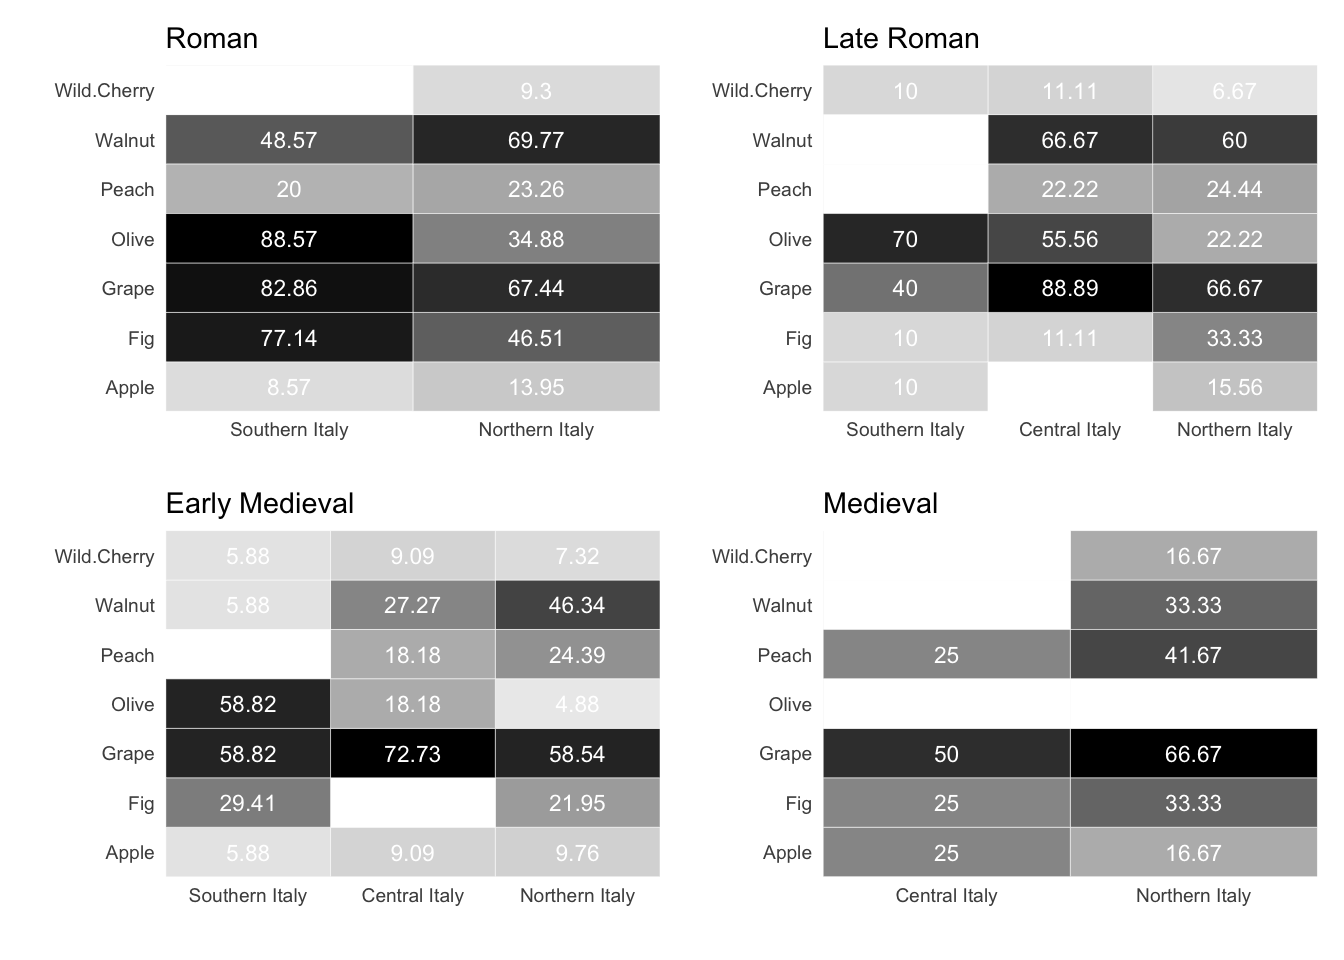 Roman
Wild.Cherry 9.3
Walnut 48.57 69.77
Peach 20 23.26
Olive 88.57 34.88
Grape 82.86 67.44
Fig 77.14 46.51
Apple 8.57 13.95
Southern Italy Northern Italy
Late Roman
Wild.Cherry 10 11.11 6.67
Walnut 66.67 60
Peach 22.22 24.44
Olive 70 55.56 22.22
Grape 40 88.89 66.67
Fig 10 11.11 33.33
Apple 10 15.56
Southern Italy Central Italy Northern Italy
Early Medieval
Wild.Cherry 5.88 9.09 7.32
Walnut 5.88 27.27 46.34
Peach 18.18 24.39
Olive 58.82 18.18 4.88
Grape 58.82 72.73 58.54
Fig 29.41 21.95
Apple 5.88 9.09 9.76
Southern Italy Central Italy Northern Italy
Medieval
Wild.Cherry 16.67
Walnut 33.33
Peach 25 41.67
Olive
Grape 50 66.67
Fig 25 33.33
Apple 25 16.67
Central Italy Northern Italy